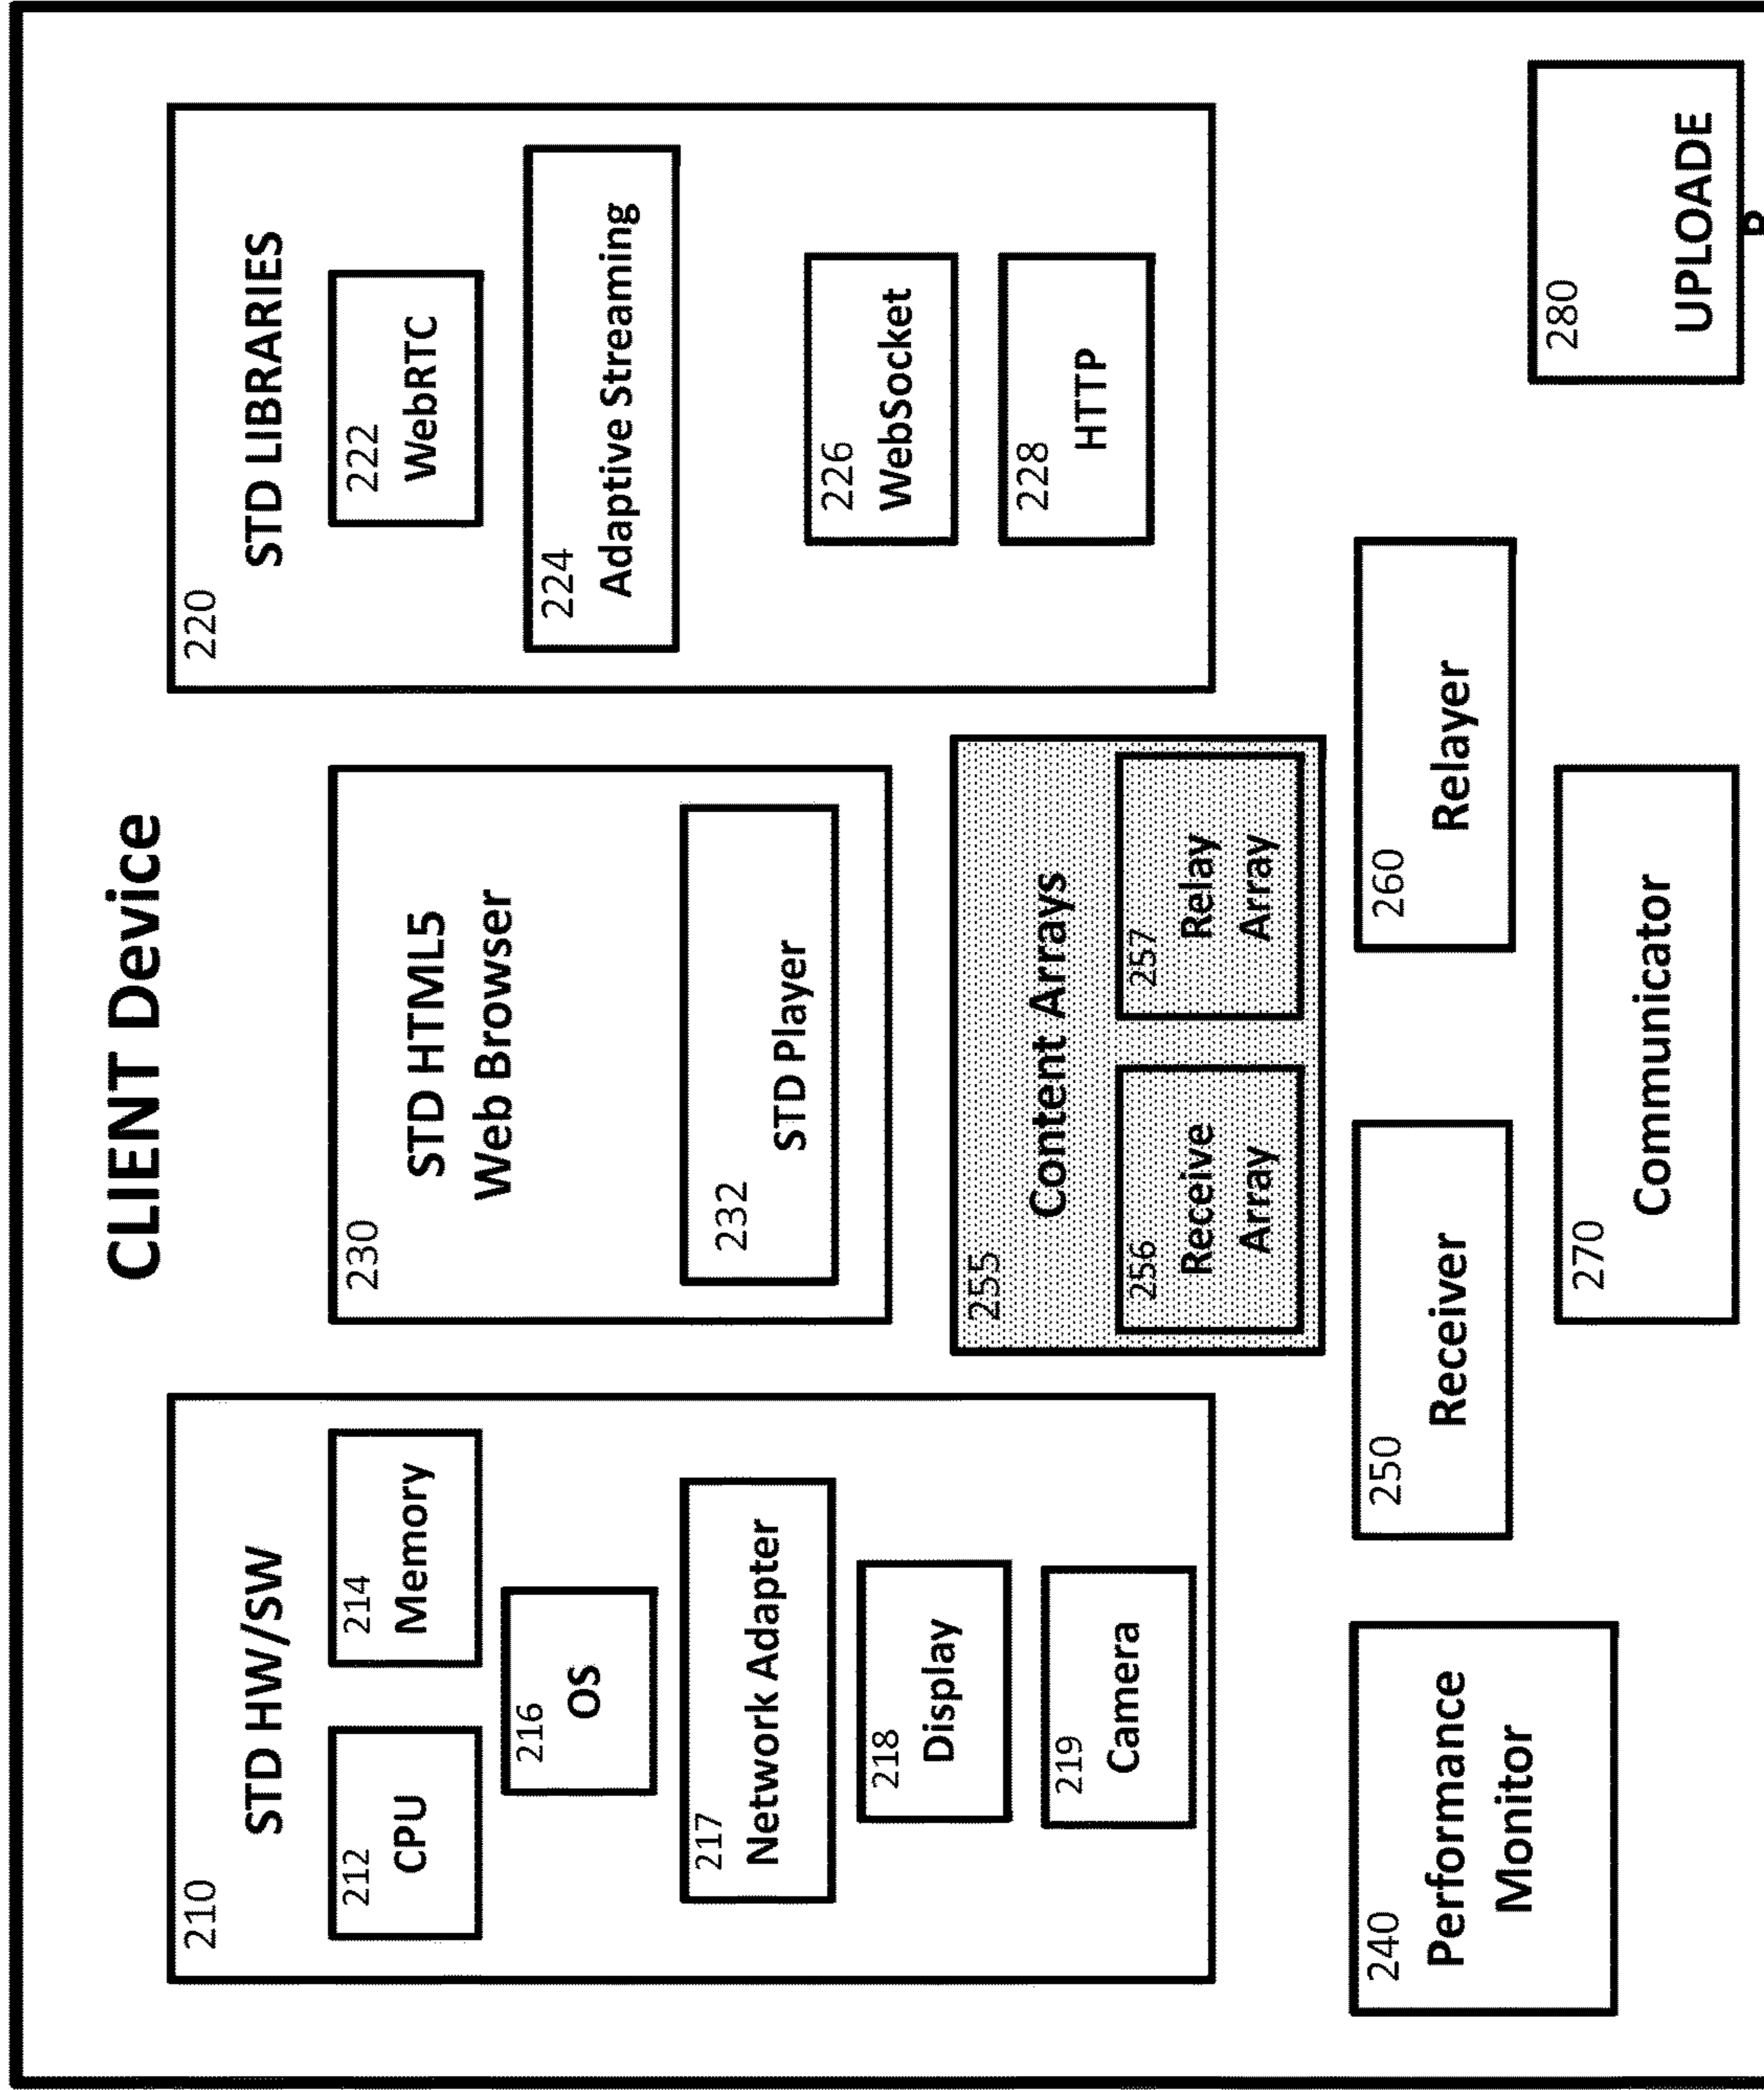 CLIENT Device
210
STD HW/SW
212
CPU
214
Memory
216
OS
217
Network Adapter
218
Display
219
Camera
230
STD HTML5
Web Browser
232
STD Player
220
STD LIBRARIES
222
WebRTC
224
Adaptive Streaming
226
WebSocket
228
HTTP
255
Content Arrays
256
Receive
Array
257
Relay
Array
240
Performance
Monitor
250
Receiver
260
Relayer
270
Communicator
280
UPLOADE
R